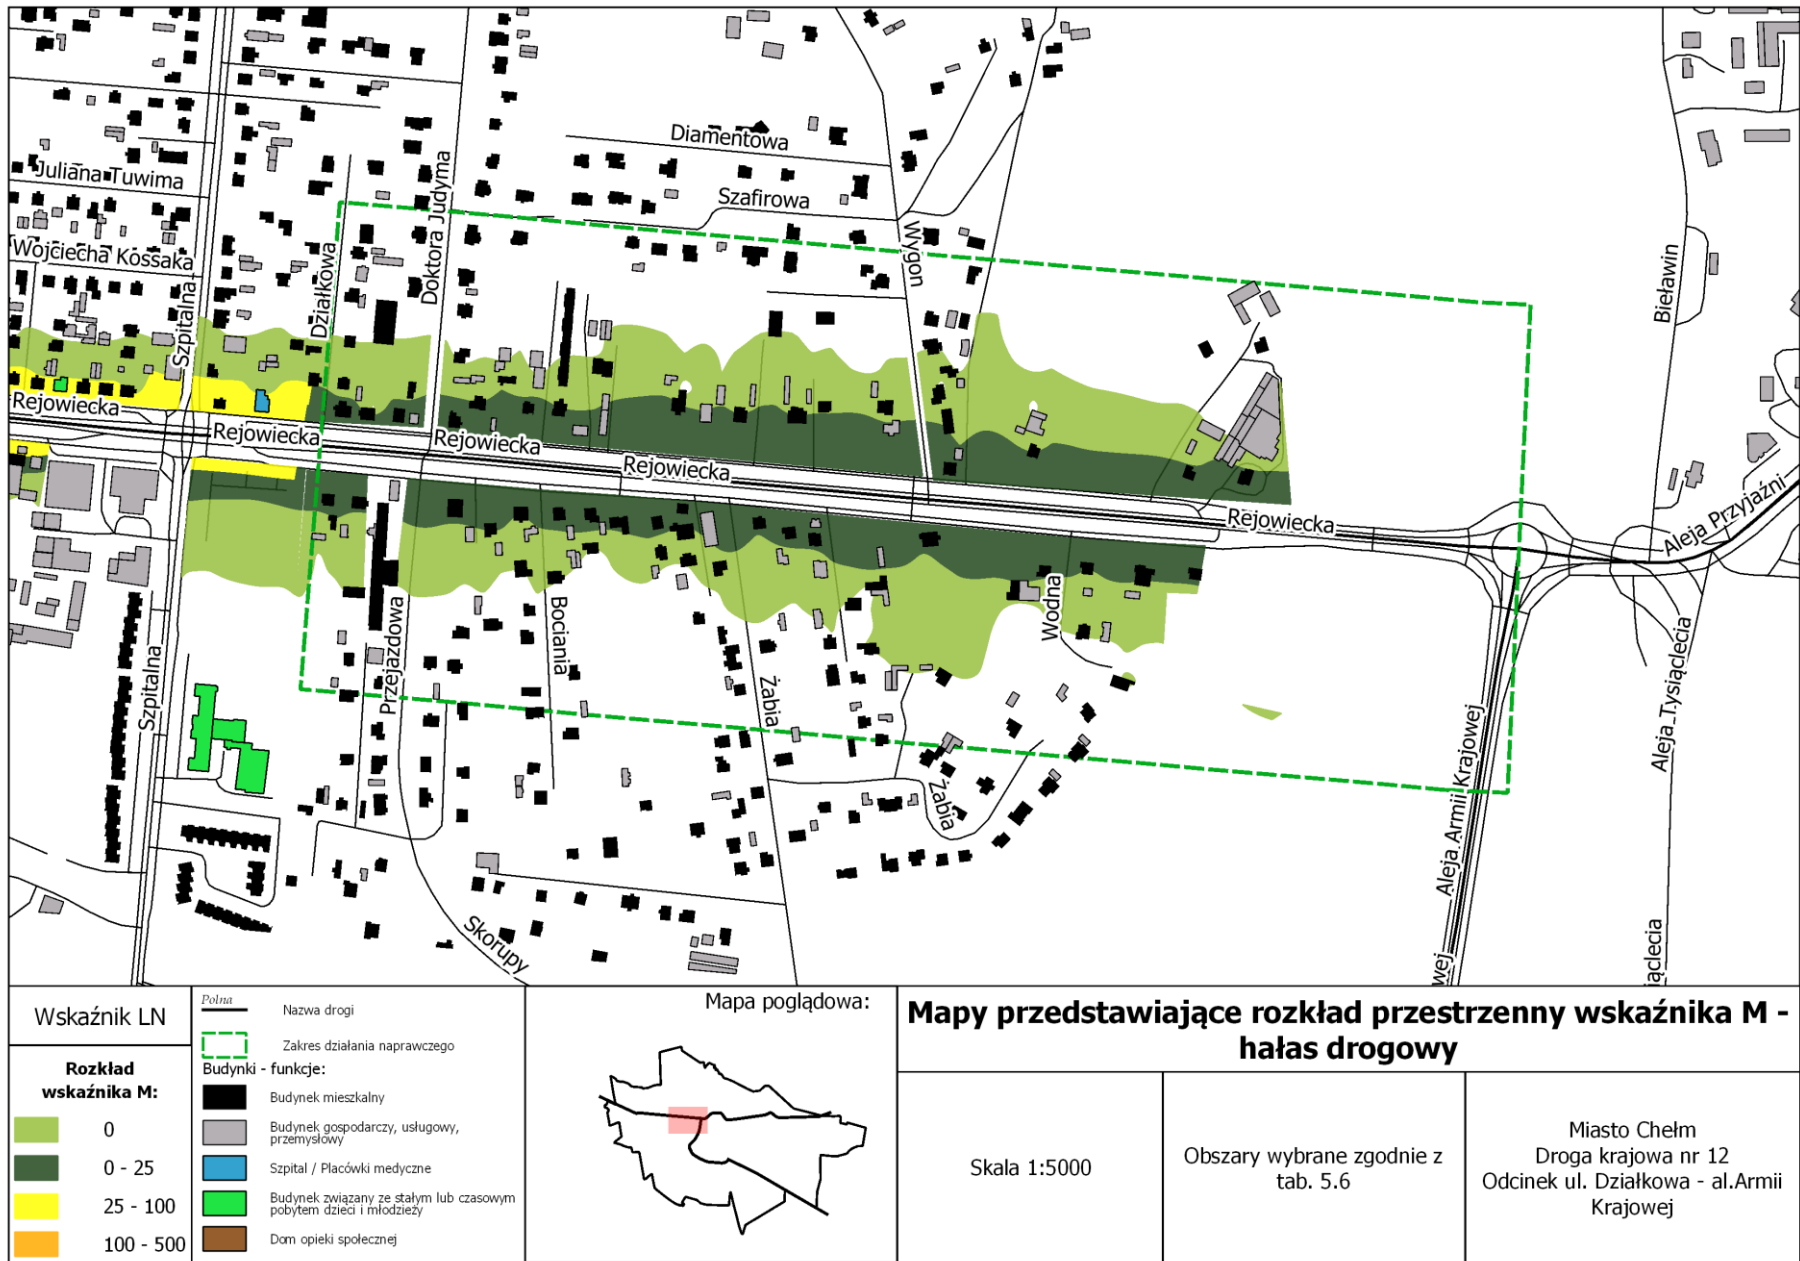 Diamentowa
Juliana Tuwima
Szafirowa
Wojciecha Kossaka
Działkowa
Doktora Judyma
Wygon
Bieławin
Szpitalna
Rejowiecka
Rejowiecka
Rejowiecka
Rejowiecka
Rejowiecka
Aleja Przyjaźni
Szpitalna
Przejazdowa
Bociania
Żabia
Wodna
Żabia
Aleja Armii Krajowej
Aleja Tysiąclecia
Skorupy
wej
iąclecia
Wskaźnik LN
Rozkład
wskaźnika M:
0
0 - 25
25 - 100
100 - 500
Polna
Nazwa drogi
Zakres działania naprawczego
Budynki - funkcje:
Budynek mieszkalny
Budynek gospodarczy, usługowy,
przemysłowy
Szpital / Placówki medyczne
Budynek związany ze stałym lub czasowym
pobytem dzieci i młodzieży
Dom opieki społecznej
Mapa poglądowa:
Mapy przedstawiające rozkład przestrzenny wskaźnika M -
hałas drogowy
Skala 1:5000
Obszary wybrane zgodnie z
tab. 5.6
Miasto Chełm
Droga krajowa nr 12
Odcinek ul. Działkowa - al.Armii
Krajowej